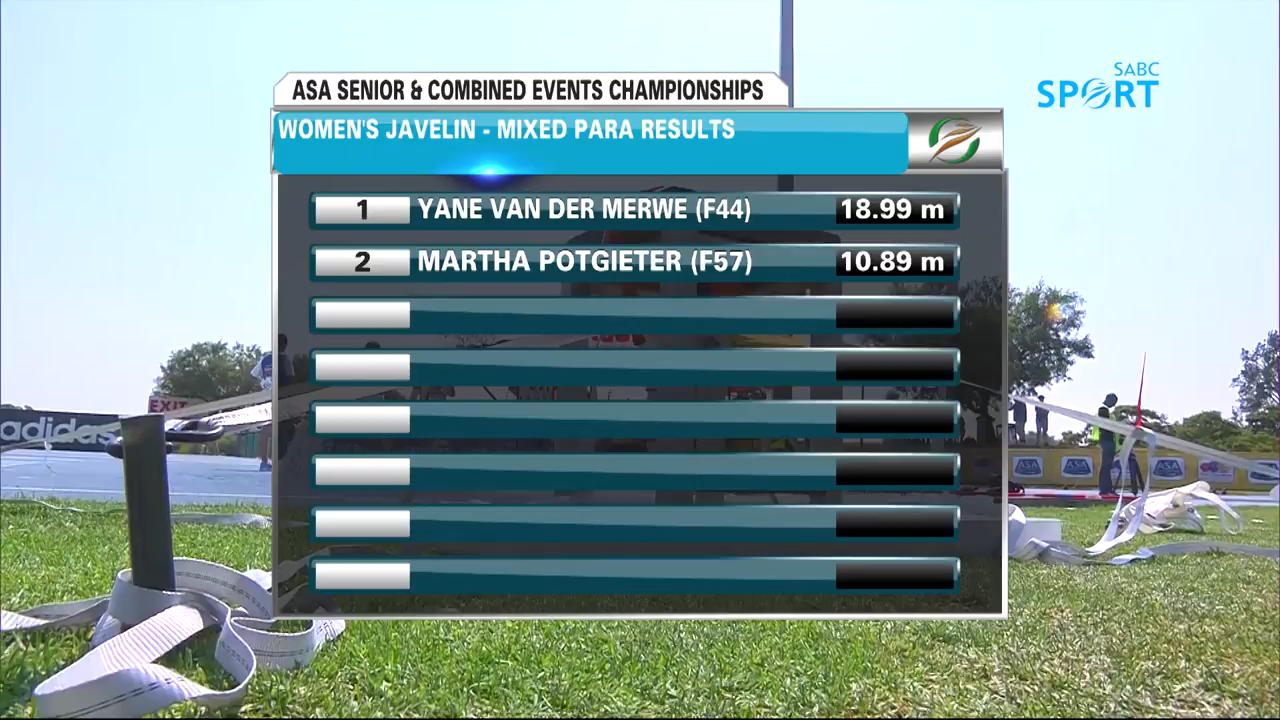 SABC
SPORT
ASA SENIOR & COMBINED EVENTS CHAMPIONSHIPS
WOMEN'S JAVELIN - MIXED PARA RESULTS
1 YANE VAN DER MERWE (F44) 18.99 m
2 MARTHA POTGIETER (F57) 10.89 m
EXIT
adidas
ASA ASA ASA